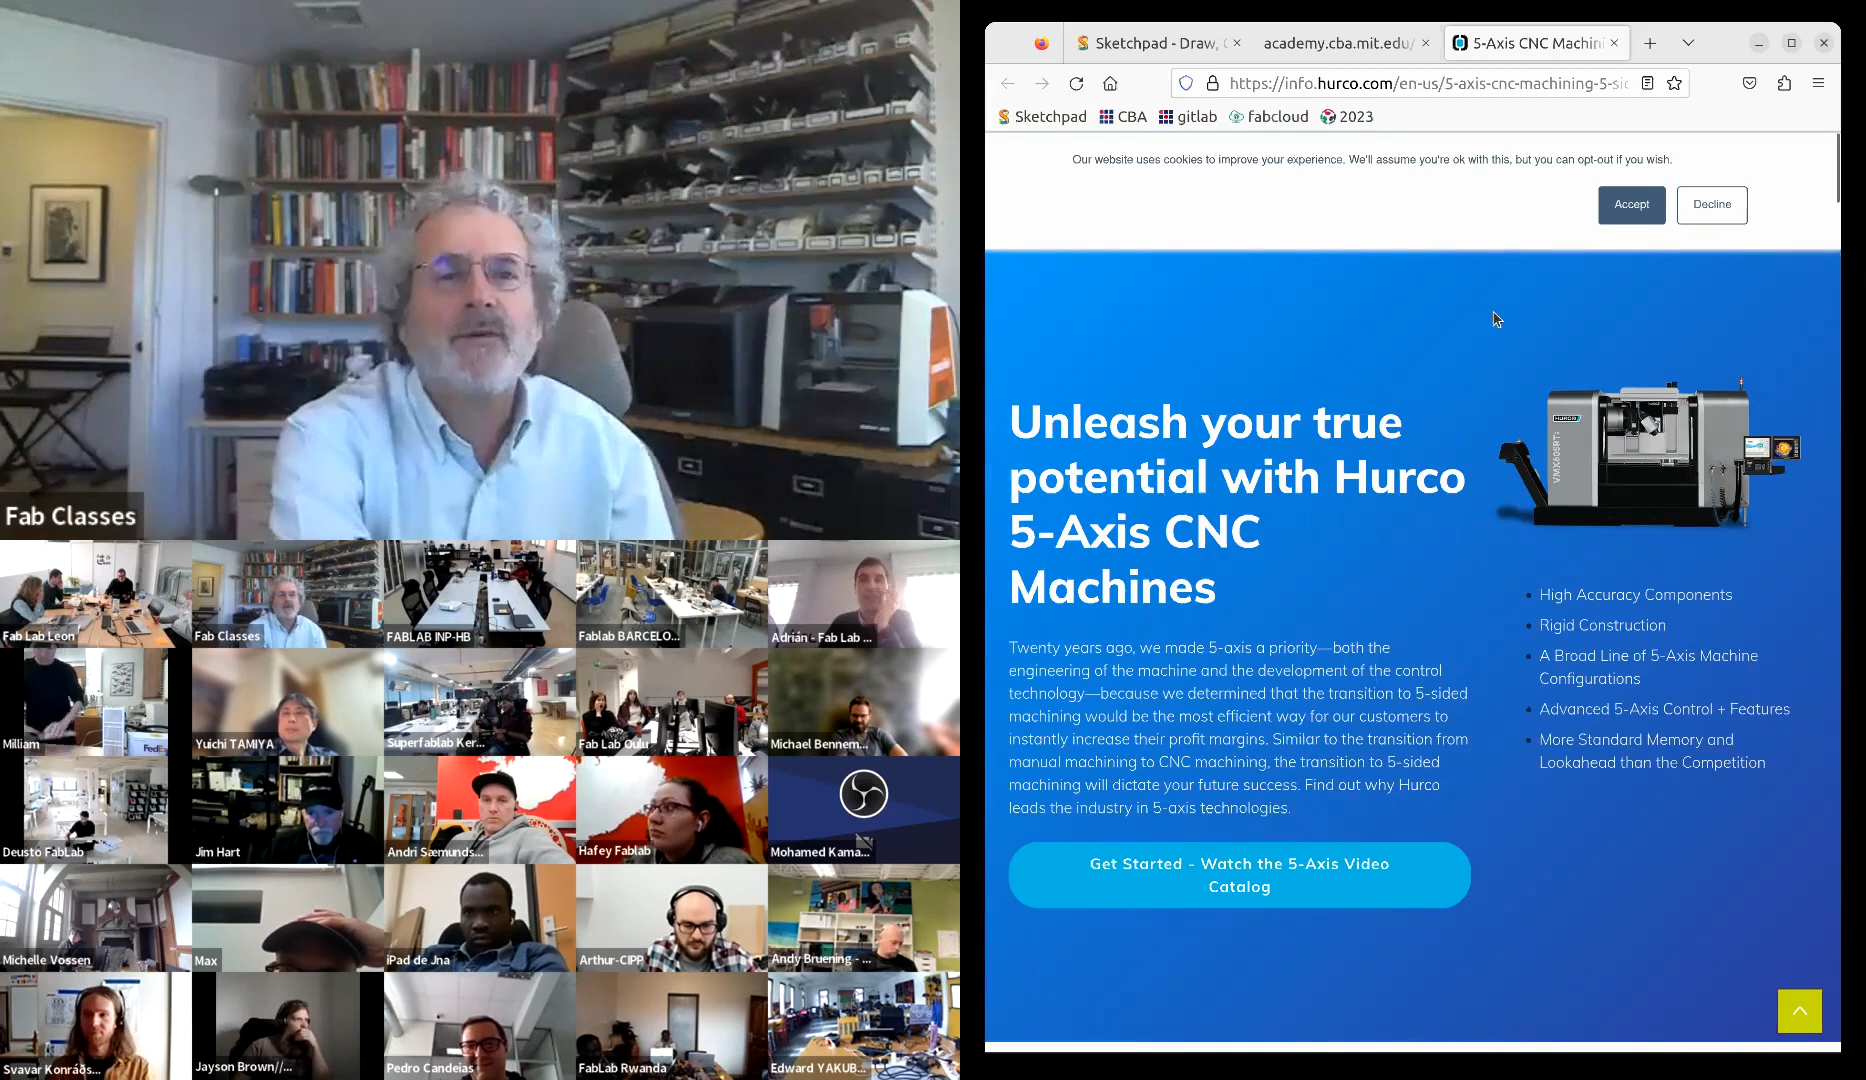 Fab Classes
Fab Lab Leon
Fab Classes
FABLAB INP-HB
Fablab BARCELO...
Adrián - Fab Lab ...
Milliam
Yuichi TAMIYA
Superfablab Ker...
Fab Lab Oulu
Michael Bennem...
FedEx
Deusto FabLab
Jim Hart
Andri Sæmunds...
Hafey Fablab
Mohamed Kama...
Michelle Vossen
Max
iPad de Jna
Arthur-CIPP
Andy Bruening - ...
Svavar Konráðs...
Jayson Brown//...
Pedro Candeias
FabLab Rwanda
Edward YAKUB...
Sketchpad - Draw,
academy.cba.mit.edu/
5-Axis CNC Machini
https://info.hurco.com/en-us/5-axis-cnc-machining-5-sid
Sketchpad CBA gitlab fabcloud 2023
Our website uses cookies to improve your experience. We'll assume you're ok with this, but you can opt-out if you wish.
Accept Decline
Unleash your true
potential with Hurco
5-Axis CNC
Machines
Twenty years ago, we made 5-axis a priority—both the
engineering of the machine and the development of the control
technology—because we determined that the transition to 5-sided
machining would be the most efficient way for our customers to
instantly increase their profit margins. Similar to the transition from
manual machining to CNC machining, the transition to 5-sided
machining will dictate your future success. Find out why Hurco
leads the industry in 5-axis technologies.
Get Started - Watch the 5-Axis Video
Catalog
HURCO
VMX60SRTi
High Accuracy Components
Rigid Construction
A Broad Line of 5-Axis Machine
Configurations
Advanced 5-Axis Control + Features
More Standard Memory and
Lookahead than the Competition